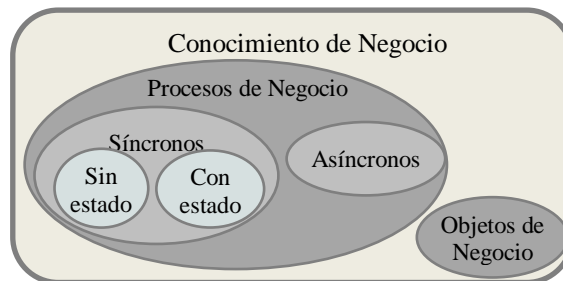 Conocimiento de Negocio
Procesos de Negocio
Síncronos
Sin
estado
Con
estado
Asíncronos
Objetos de
Negocio